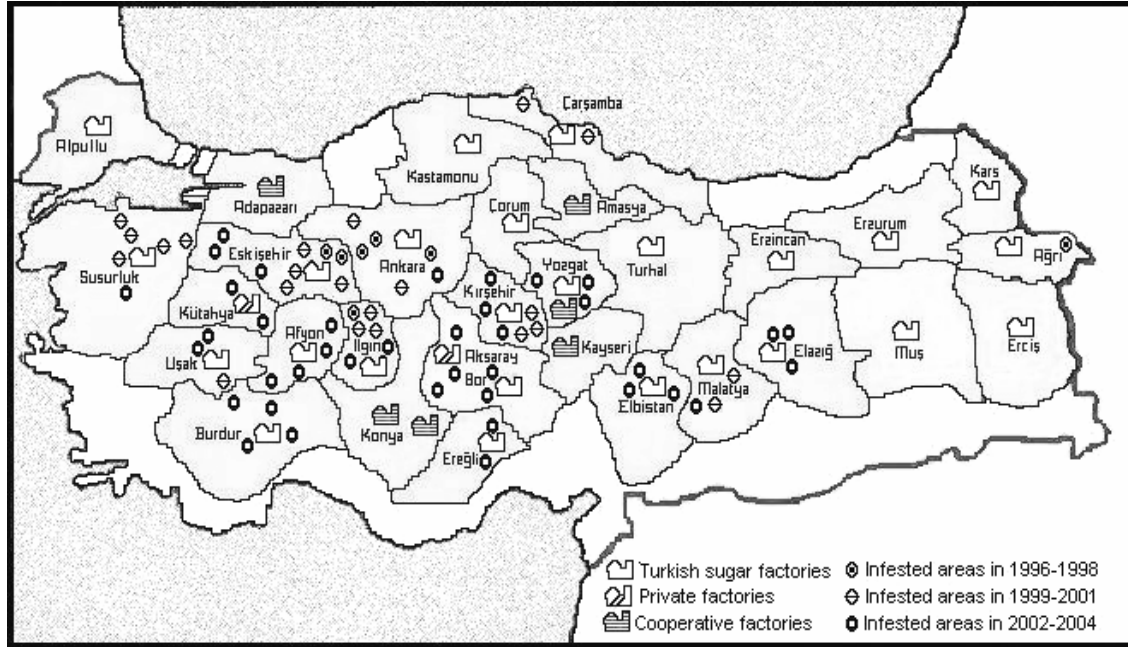 Çarşamba
Alpullu
Kastamonu
Kars
Adapazarı
Çorum
Amasya
Erzurum
Erzincan
Ağrı
Eskişehir
Ankara
Yozgat
Turhal
Susurluk
Kırşehir
Kütahya
Afyon
Ilgın
Kayseri
Elazığ
Muş
Erciş
Uşak
Aksaray
Bor
Malatya
Elbistan
Burdur
Konya
Ereğli
Turkish sugar factories
Infested areas in 1996-1998
Private factories
Infested areas in 1999-2001
Cooperative factories
Infested areas in 2002-2004